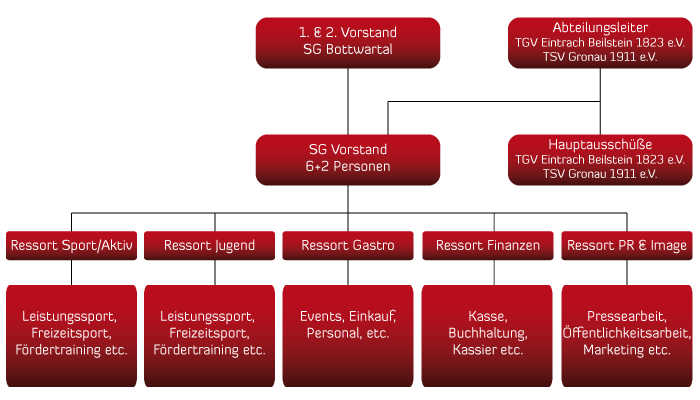 1. & 2. Vorstand
SG Bottwartal
Abteilungsleiter
TGV Eintrach Beilstein 1823 e.V.
TSV Gronau 1911 e.V.
SG Vorstand
6+2 Personen
Hauptausschüße
TGV Eintrach Beilstein 1823 e.V.
TSV Gronau 1911 e.V.
Ressort Sport/Aktiv
Ressort Jugend
Ressort Gastro
Ressort Finanzen
Ressort PR & Image
Leistungssport,
Freizeitsport,
Fördertraining etc.
Leistungssport,
Freizeitsport,
Fördertraining etc.
Events, Einkauf,
Personal, etc.
Kasse,
Buchhaltung,
Kassier etc.
Pressearbeit,
Öffentlichkeitsarbeit,
Marketing etc.